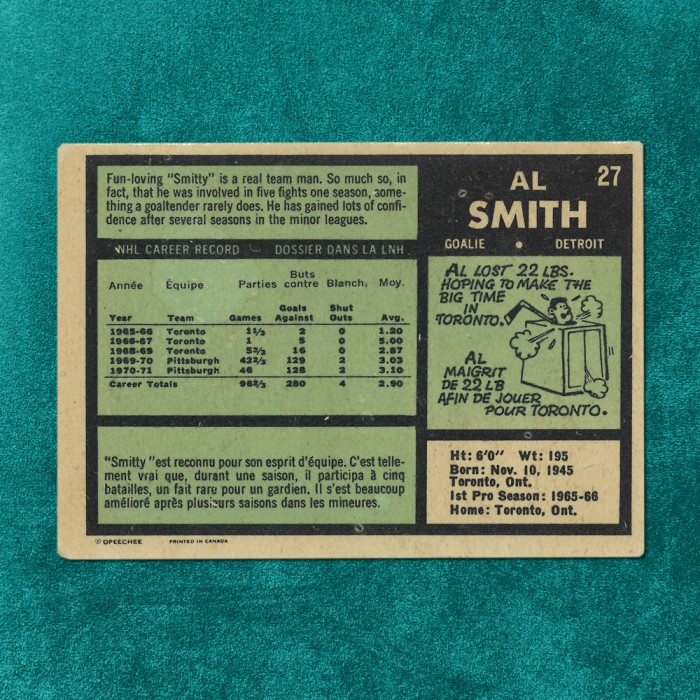 Fun-loving "Smitty" is a real team man. So much so, in
fact, that he was involved in five fights one season, some-
thing a goaltender rarely does. He has gained lots of confi-
dence after several seasons in the minor leagues.
NHL CAREER RECORD — DOSSIER DANS LA LNH
Année Équipe Parties Buts contre Blanch. Moy.
Year Team Games Goals Against Shut Outs Avg.
1965-66 Toronto 2⅓ 2 0 1.20
1966-67 Toronto 1 5 0 5.00
1968-69 Toronto 5⅔ 16 0 2.87
1969-70 Pittsburgh 42⅔ 129 2 3.03
1970-71 Pittsburgh 46 128 2 3.10
Career Totals 96⅔ 280 4 2.90
"Smitty "est reconnu pour son esprit d'équipe. C'est telle-
ment vrai que, durant une saison, il participa à cinq
batailles, un fait rare pour un gardien. Il s'est beaucoup
amélioré après plusieurs saisons dans les mineures.
27
AL
SMITH
GOALIE • DETROIT
AL LOST 22 LBS.
HOPING TO MAKE THE
BIG TIME
IN
TORONTO.
AL
MAIGRIT
DE 22 LB
AFIN DE JOUER
POUR TORONTO.
Ht: 6'0" Wt: 195
Born: Nov. 10, 1945
Toronto, Ont.
1st Pro Season: 1965-66
Home: Toronto, Ont.
© OPEECHEE PRINTED IN CANADA